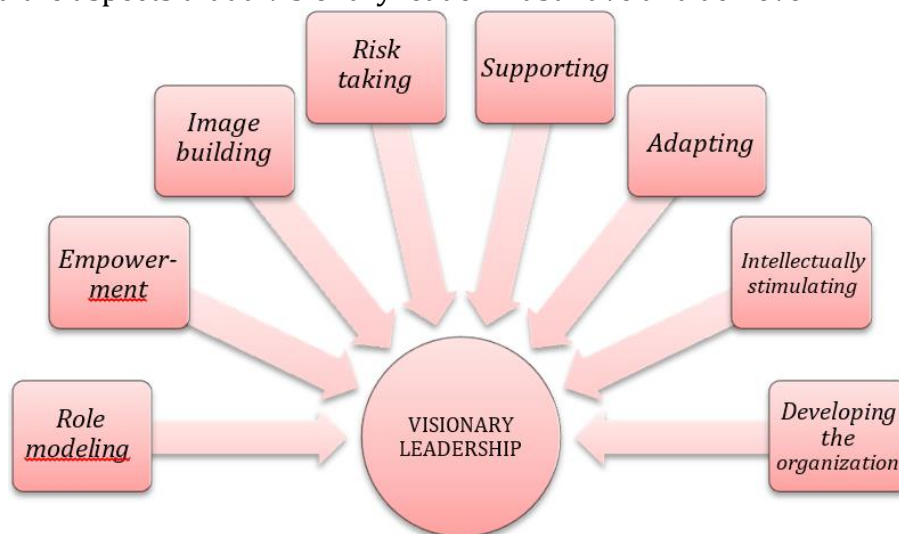 Risk
taking
Supporting
Image
building
Adapting
Empower-
ment
Intellectually
stimulating
Role
modeling
VISIONARY
LEADERSHIP
Developing
the
organization